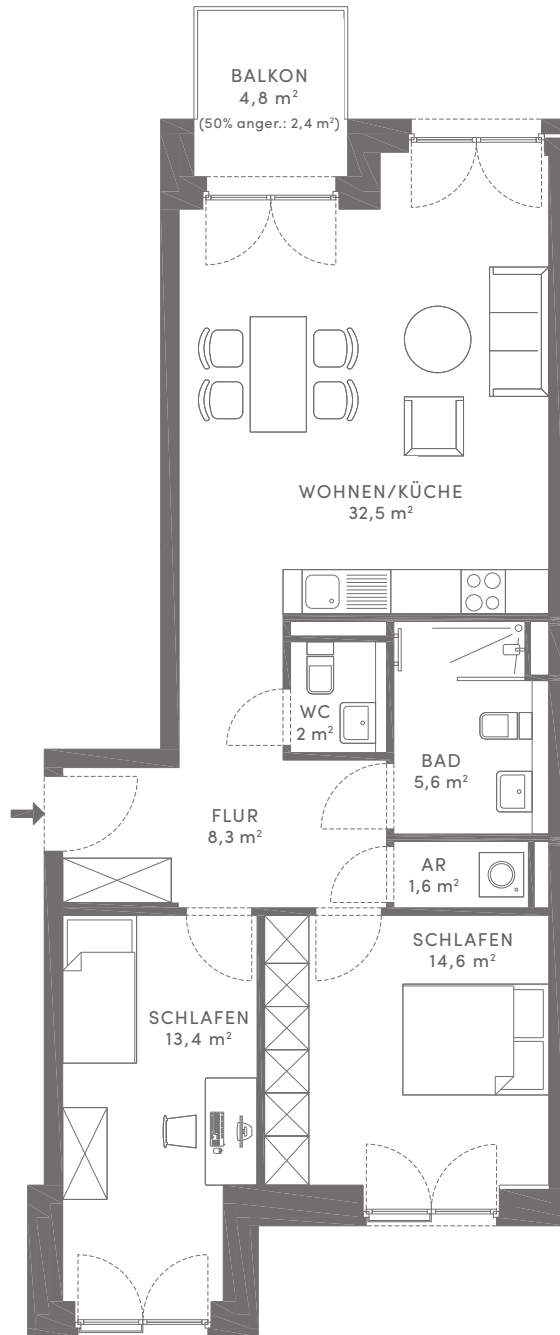 BALKON
4,8 m²
(50% anger.: 2,4 m²)
WOHNEN/KÜCHE
32,5 m²
WC
2 m²
BAD
5,6 m²
FLUR
8,3 m²
AR
1,6 m²
SCHLAFEN
14,6 m²
SCHLAFEN
13,4 m²